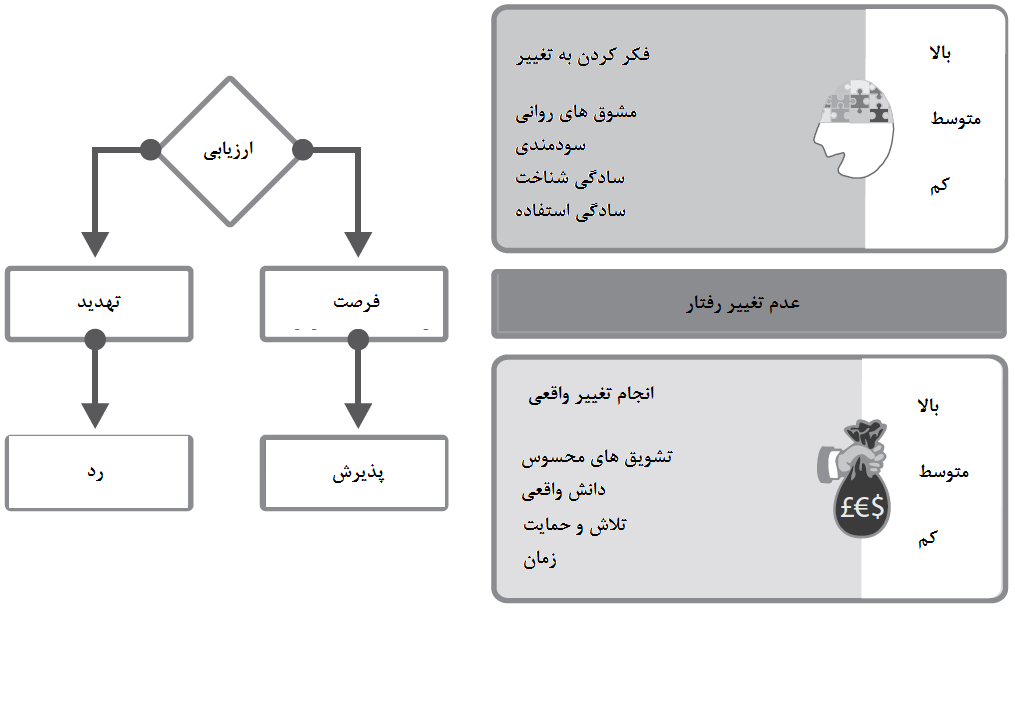 ارزیابی
فرصت
تهدید
پذیرش
رد
فکر کردن به تغییر
مشوق های روانی
سودمندی
سادگی شناخت
سادگی استفاده
بالا
متوسط
کم
عدم تغییر رفتار
انجام تغییر واقعی
تشویق های محسوس
دانش واقعی
تلاش و حمایت
زمان
بالا
متوسط
کم
£€$